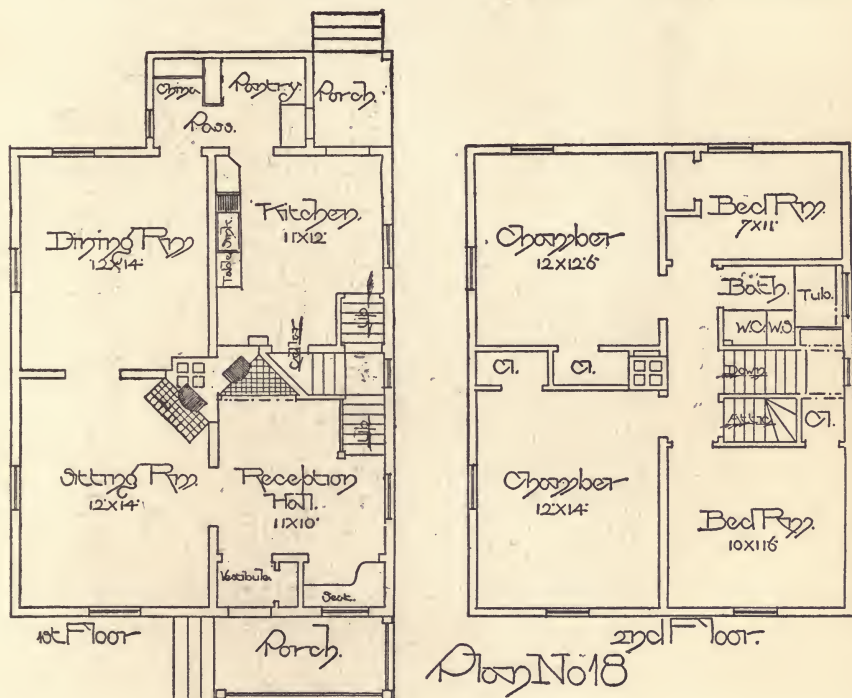 China
Pantry.
Porch.
Pass.
Kitchen.
11X12'
Dining Rm
12X14'
Sink.
Table
Up
Cellar
Up
Sitting Rm
12X14'
Reception
Hall.
11X10'
Vestibule
Seat.
Porch.
1st Floor
Chamber
12X12'6
Bed Rm.
7X11'
Bath.
Tub.
W.C.
W.S.
Cl.
Cl.
Down
Attic
Cl.
Chamber
12X14'
Bed Rm.
10X11'6
2nd Floor.
Plan No 18